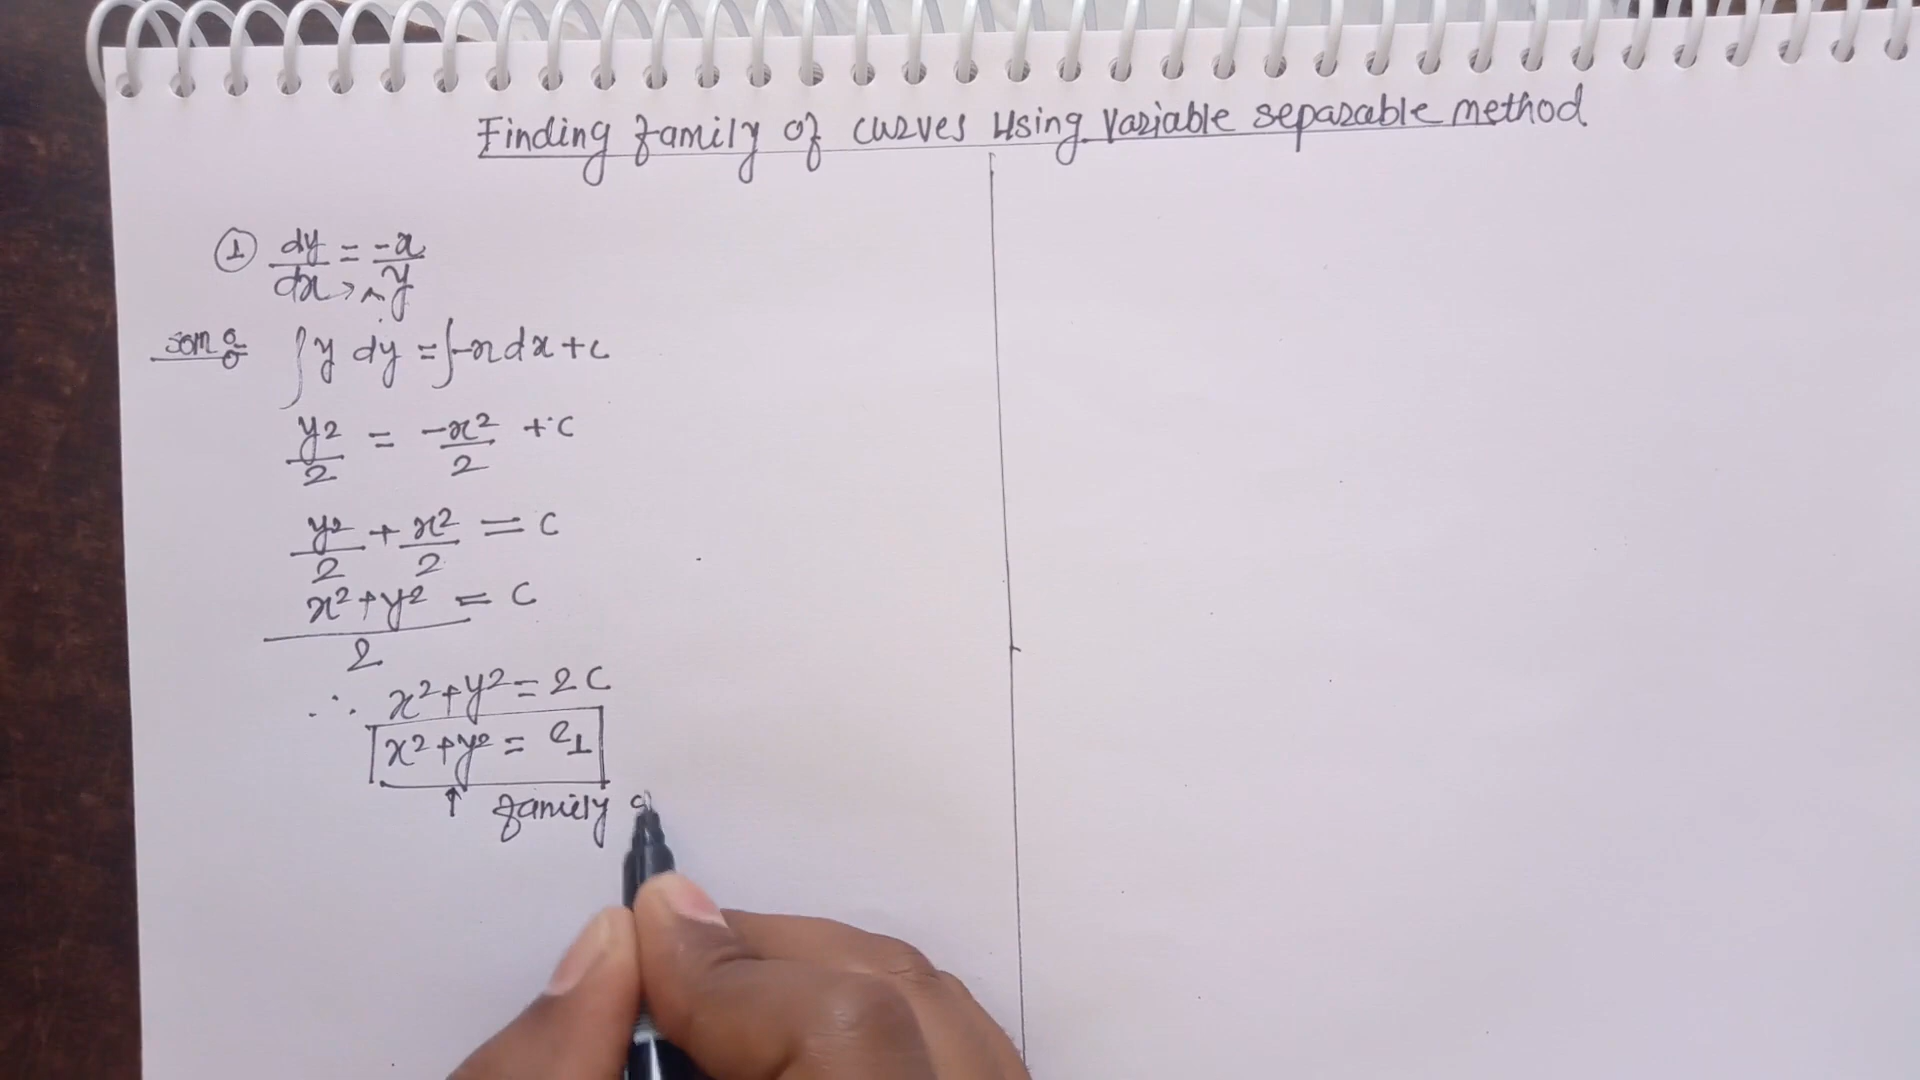 Finding family of curves using variable separable method
① dy/dx = -x/y
Soln: ∫y dy = ∫-x dx + c
y2/2 = -x2/2 + c
y2/2 + x2/2 = c
x2+y2/2 = c
∴ x2+y2 = 2c
x2+y2 = c1
↑ family